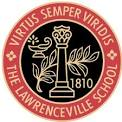 VIRTUS SEMPER VIRIDIS
1810
THE LAWRENCEVILLE SCHOOL